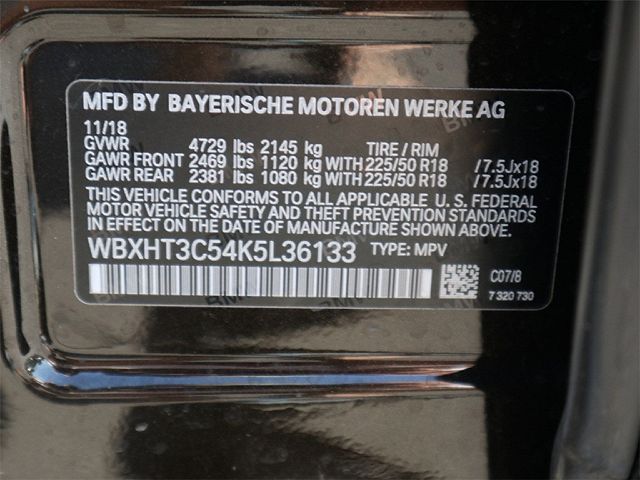 MFD BY BAYERISCHE MOTOREN WERKE AG
11/18
GVWR 4729 lbs 2145 kg TIRE / RIM
GAWR FRONT 2469 lbs 1120 kg WITH 225/50 R18 / 7.5Jx18
GAWR REAR 2381 lbs 1080 kg WITH 225/50 R18 / 7.5Jx18
THIS VEHICLE CONFORMS TO ALL APPLICABLE U. S. FEDERAL
MOTOR VEHICLE SAFETY AND THEFT PREVENTION STANDARDS
IN EFFECT ON THE DATE OF MANUFACTURE SHOWN ABOVE.
WBXHT3C54K5L36133 TYPE: MPV
C07/8
7 320 730